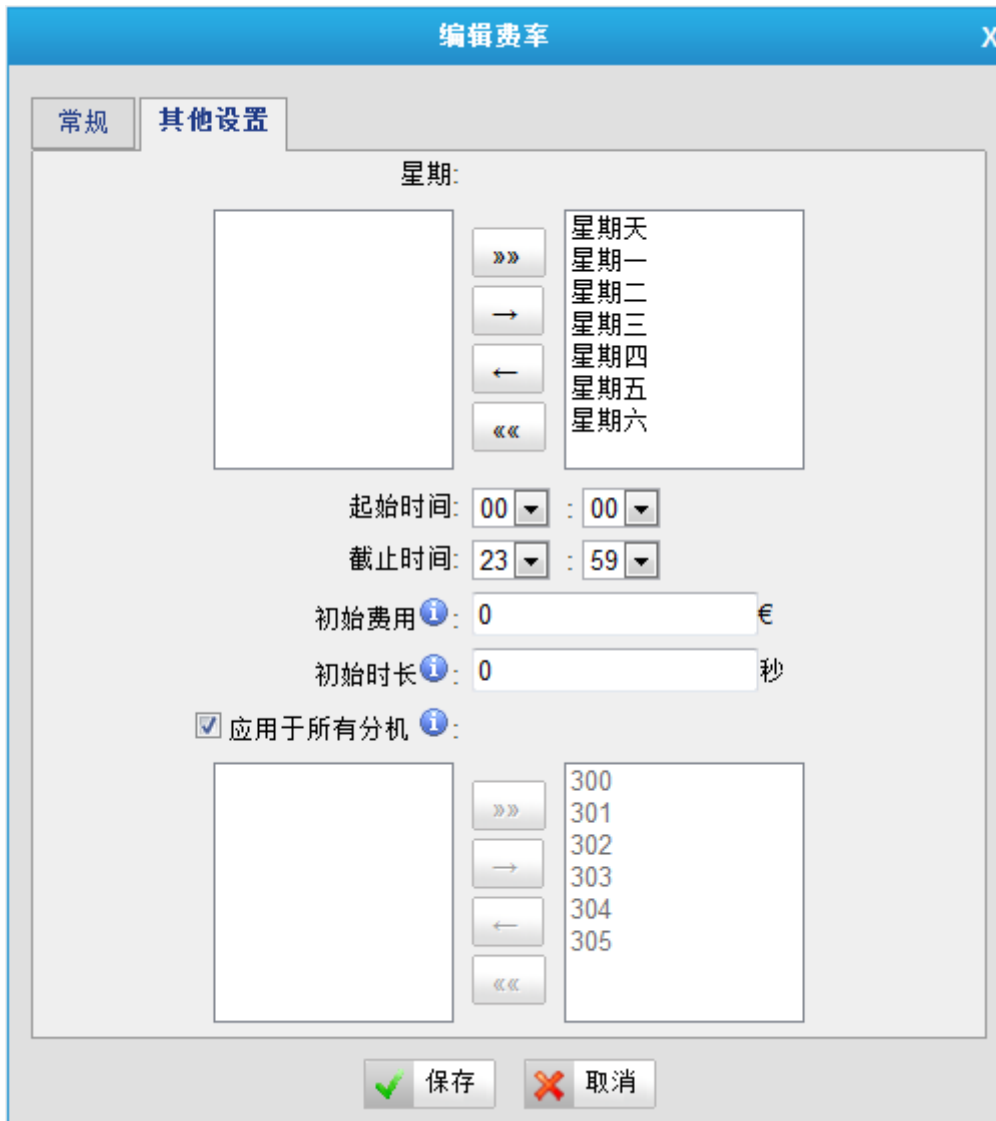 编辑费率 X
常规 其他设置
星期:
星期天
星期一
星期二
星期三
星期四
星期五
星期六
»»
→
←
««
起始时间: 00 : 00
截止时间: 23 : 59
初始费用 i : 0 €
初始时长 i : 0 秒
应用于所有分机 i :
300
301
302
303
304
305
»»
→
←
««
保存 取消